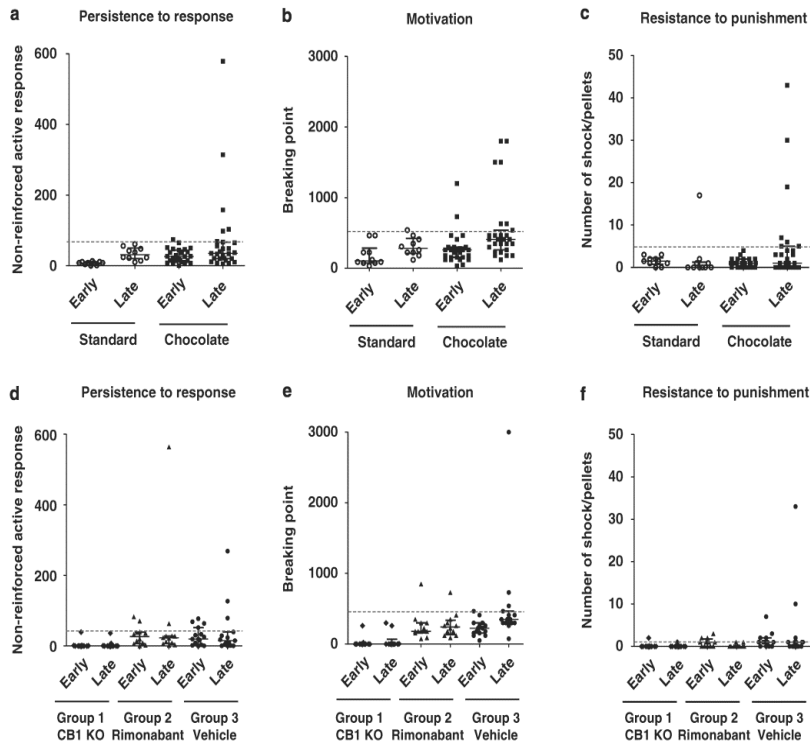 a
Persistence to response
Non-reinforced active response
600
400
200
0
Early
Late
Early
Late
Standard
Chocolate
b
Motivation
Breaking point
3000
2000
1000
0
Early
Late
Early
Late
Standard
Chocolate
c
Resistance to punishment
Number of shock/pellets
50
40
30
20
10
0
Early
Late
Early
Late
Standard
Chocolate
d
Persistence to response
Non-reinforced active response
600
400
200
0
Early
Late
Early
Late
Early
Late
Group 1
CB1 KO
Group 2
Rimonabant
Group 3
Vehicle
e
Motivation
Breaking point
3000
2000
1000
0
Early
Late
Early
Late
Early
Late
Group 1
CB1 KO
Group 2
Rimonabant
Group 3
Vehicle
f
Resistance to punishment
Number of shock/pellets
50
40
30
20
10
0
Early
Late
Early
Late
Early
Late
Group 1
CB1 KO
Group 2
Rimonabant
Group 3
Vehicle